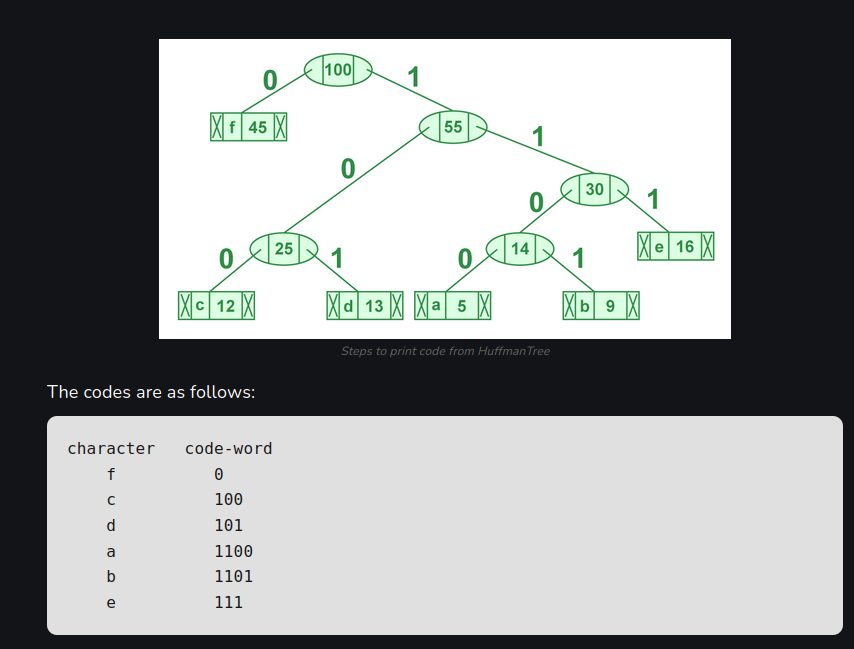 100
0 1
f 45
55
0 1
30
0 1
25
14
e 16
0 1
0 1
c 12
d 13
a 5
b 9
Steps to print code from HuffmanTree
The codes are as follows:
character code-word
f 0
c 100
d 101
a 1100
b 1101
e 111